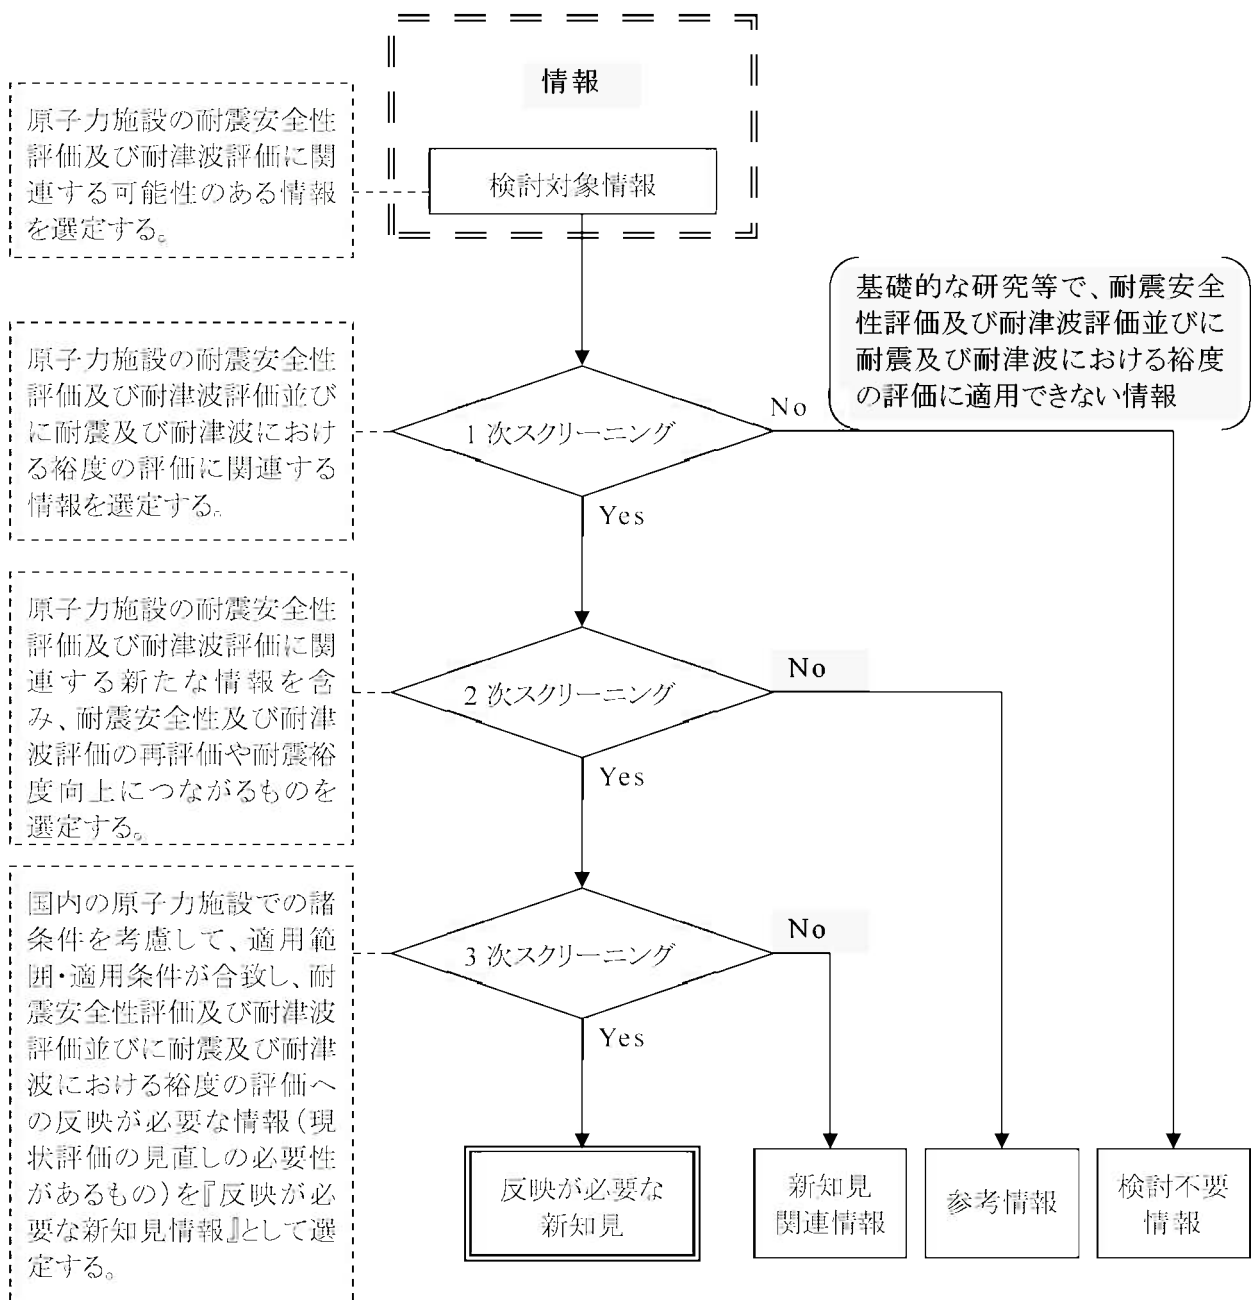 情報
原子力施設の耐震安全性
評価及び耐津波評価に関
連する可能性のある情報
を選定する。
検討対象情報
基礎的な研究等で、耐震安全
性評価及び耐津波評価並びに
耐震及び耐津波における裕度
の評価に適用できない情報
原子力施設の耐震安全性
評価及び耐津波評価並び
に耐震及び耐津波におけ
る裕度の評価に関連する
情報を選定する。
1次スクリーニング
No
Yes
原子力施設の耐震安全性
評価及び耐津波評価に関
連する新たな情報を含
み、耐震安全性及び耐津
波評価の再評価や耐震裕
度向上につながるものを
選定する。
2次スクリーニング
No
Yes
国内の原子力施設での諸
条件を考慮して、適用範
囲・適用条件が合致し、耐
震安全性評価及び耐津波
評価並びに耐震及び耐津
波における裕度の評価へ
の反映が必要な情報（現
状評価の見直しの必要性
があるもの）を『反映が必
要な新知見情報』として選
定する。
3次スクリーニング
No
Yes
反映が必要な
新知見
新知見
関連情報
参考情報
検討不要
情報